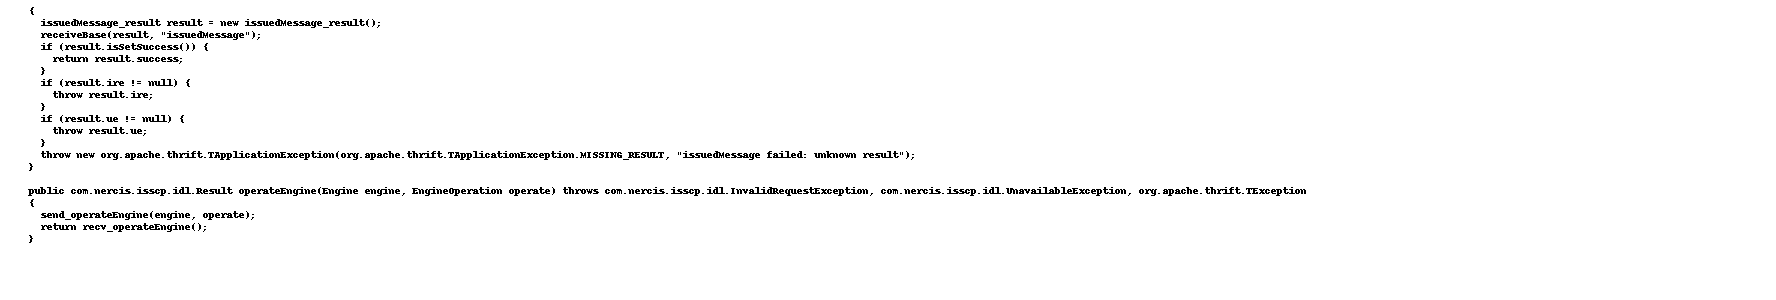 {
issuedMessage_result result = new issuedMessage_result();
receiveBase(result, "issuedMessage");
if (result.isSetSuccess()) {
return result.success;
}
if (result.ire != null) {
throw result.ire;
}
if (result.ue != null) {
throw result.ue;
}
throw new org.apache.thrift.TApplicationException(org.apache.thrift.TApplicationException.MISSING_RESULT, "issuedMessage failed: unknown result");
}
public com.nercis.isscp.idl.Result operateEngine(Engine engine, EngineOperation operate) throws com.nercis.isscp.idl.InvalidRequestException, com.nercis.isscp.idl.UnavailableException, org.apache.thrift.TException
{
send_operateEngine(engine, operate);
return recv_operateEngine();
}